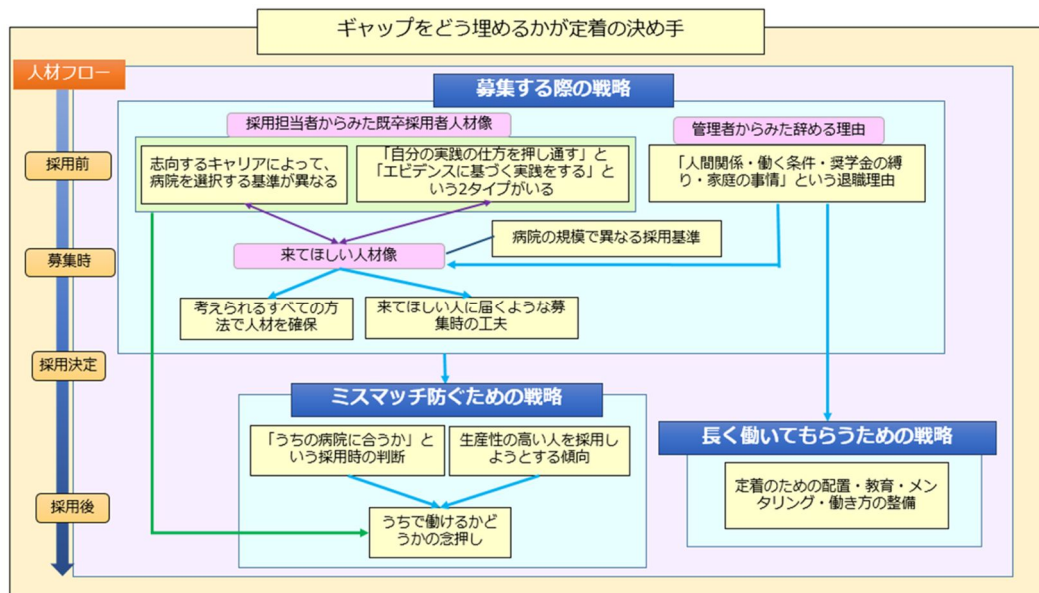 ギャップをどう埋めるかが定着の決め手
人材フロー
採用前
募集時
採用決定
採用後
募集する際の戦略
採用担当者からみた既卒採用者人材像
志向するキャリアによって、
病院を選択する基準が異なる
「自分の実践の仕方を押し通す」と
「エビデンスに基づく実践をする」と
いう2タイプがいる
管理者からみた辞める理由
「人間関係・働く条件・奨学金の縛
り・家庭の事情」という退職理由
病院の規模で異なる採用基準
来てほしい人材像
考えられるすべての方
法で人材を確保
来てほしい人に届くような募
集時の工夫
ミスマッチ防ぐための戦略
「うちの病院に合うか」と
いう採用時の判断
生産性の高い人を採用し
ようとする傾向
うちで働けるかど
うかの念押し
長く働いてもらうための戦略
定着のための配置・教育・メン
タリング・働き方の整備